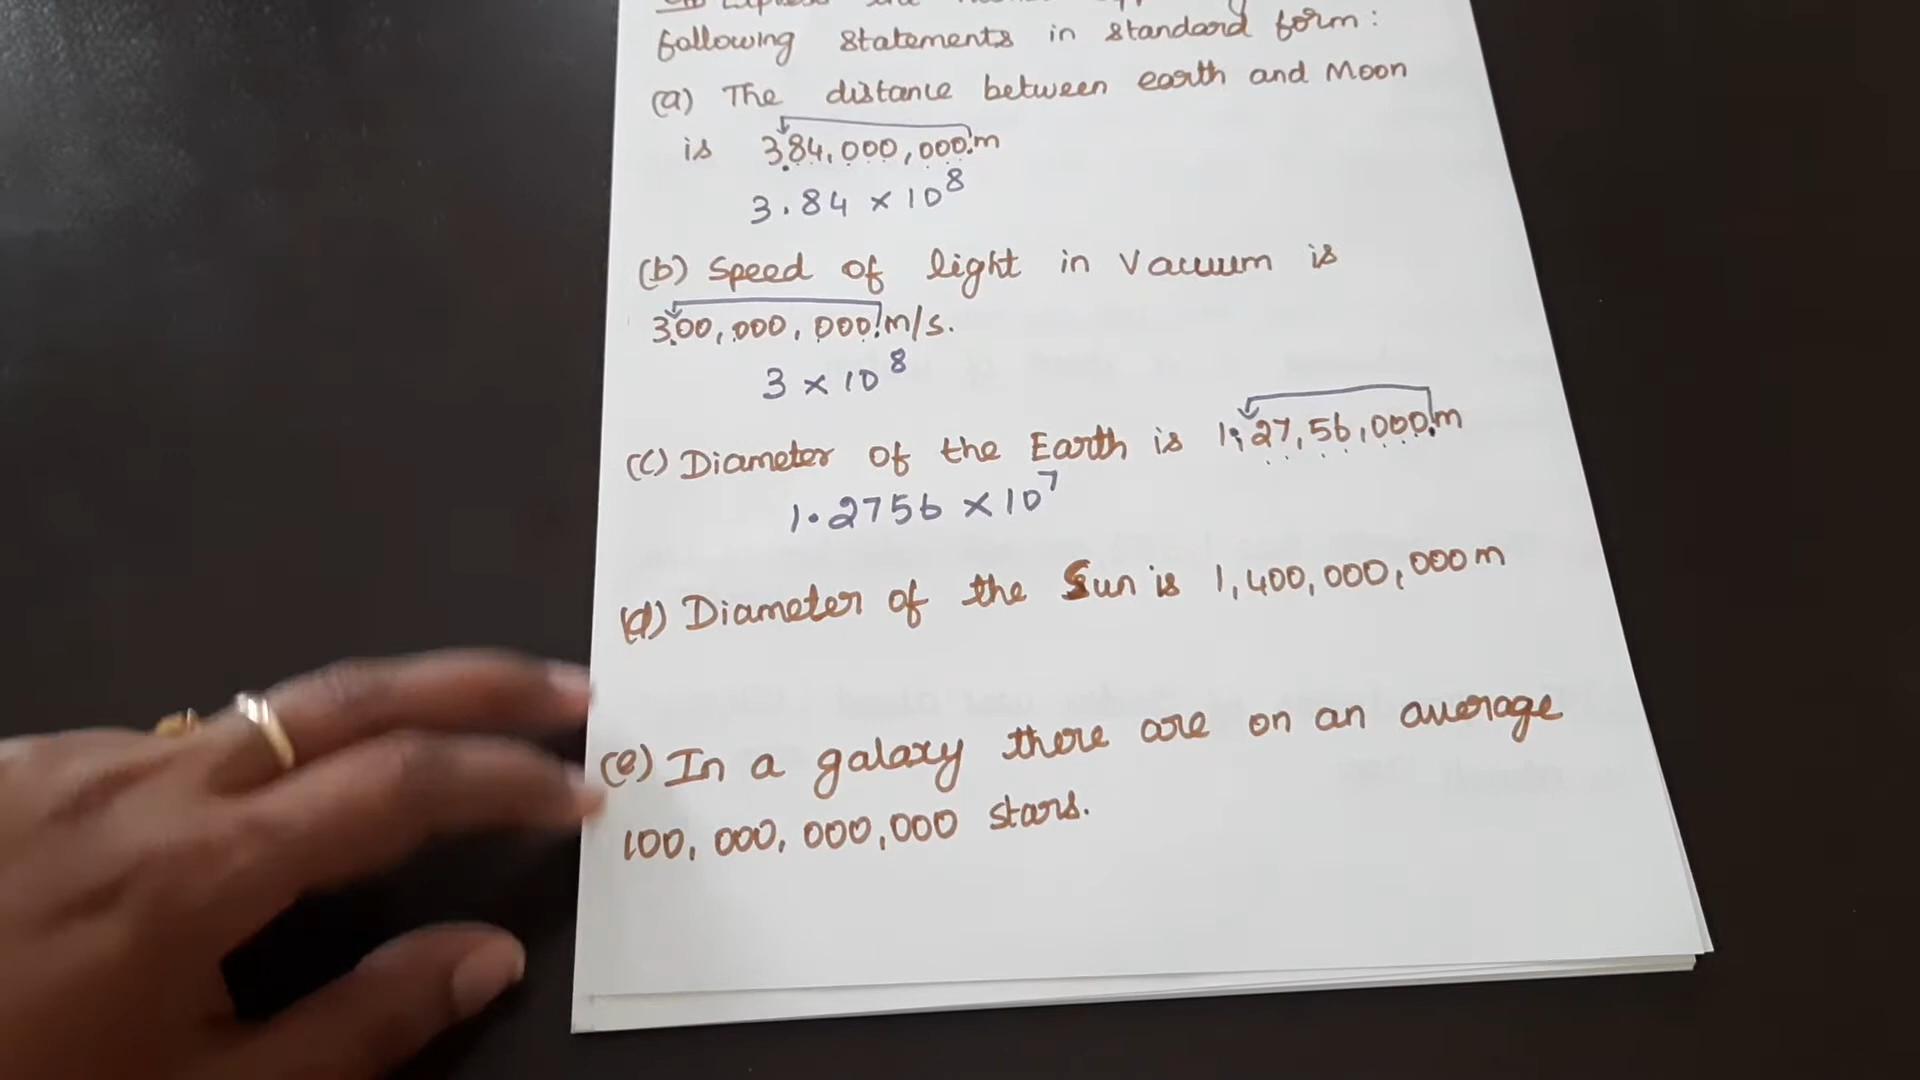 following statements in standard form:
(a) The distance between earth and Moon
is 384,000,000.m
3.84 × 10⁸
(b) Speed of light in Vacuum is
300,000,000.m/s.
3 × 10⁸
(c) Diameter of the Earth is 1,27,56,000.m
1.2756 × 10⁷
(d) Diameter of the Sun is 1,400,000,000m
(e) In a galaxy there are on an average
100,000,000,000 stars.